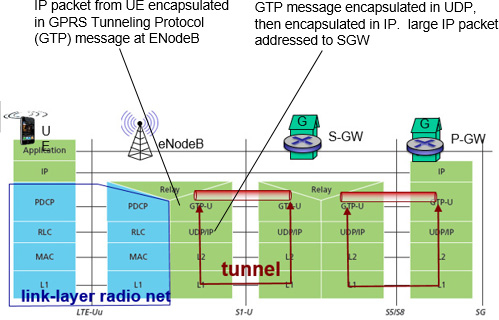 IP packet from UE encapsulated
in GPRS Tunneling Protocol
(GTP) message at ENodeB
GTP message encapsulated in UDP,
then encapsulated in IP. large IP packet
addressed to SGW
U
E
eNodeB
G
S-GW
G
P-GW
Application
IP
PDCP
RLC
MAC
L1
Relay
PDCP
GTP-U
RLC
UDP/IP
MAC
L2
L1
L1
Relay
GTP-U
GTP-U
UDP/IP
UDP/IP
L2
L2
L1
L1
IP
GTP-U
UDP/IP
L2
L1
tunnel
link-layer radio net
LTE-Uu
S1-U
S5/S8
SG